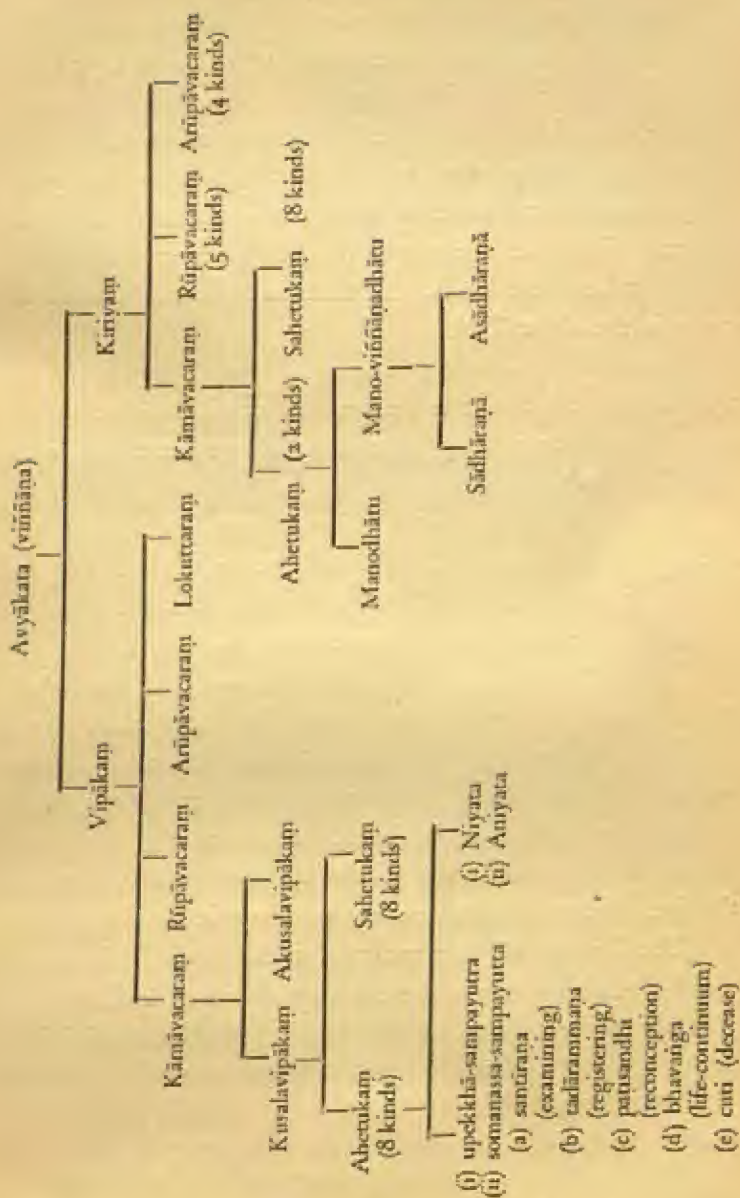 Avyākata (viññāṇa)
Vipākaṃ Kiriyaṃ
Kāmāvacaraṃ Rūpāvacaraṃ Arūpāvacaraṃ Lokuttaraṃ
Kāmāvacaraṃ Rūpāvacaraṃ Arūpāvacaraṃ
(5 kinds) (4 kinds)
Kusalavipākaṃ Akusalavipākaṃ
Ahetukaṃ (2 kinds) Sahetukaṃ (8 kinds)
Ahetukaṃ Sahetukaṃ
(8 kinds) (8 kinds)
Manodhātu Mano-viññāṇadhātu
Sādhāraṇā Asādhāraṇā
(i) upekkhā-sampayutta
(ii) somanassa-sampayutta
(a) santīraṇa
(examining)
(b) tadārammaṇa
(registering)
(c) paṭisandhi
(reconception)
(d) bhavaṅga
(life-continuum)
(e) cuti (decease)
(i) Niyata
(ii) Aniyata